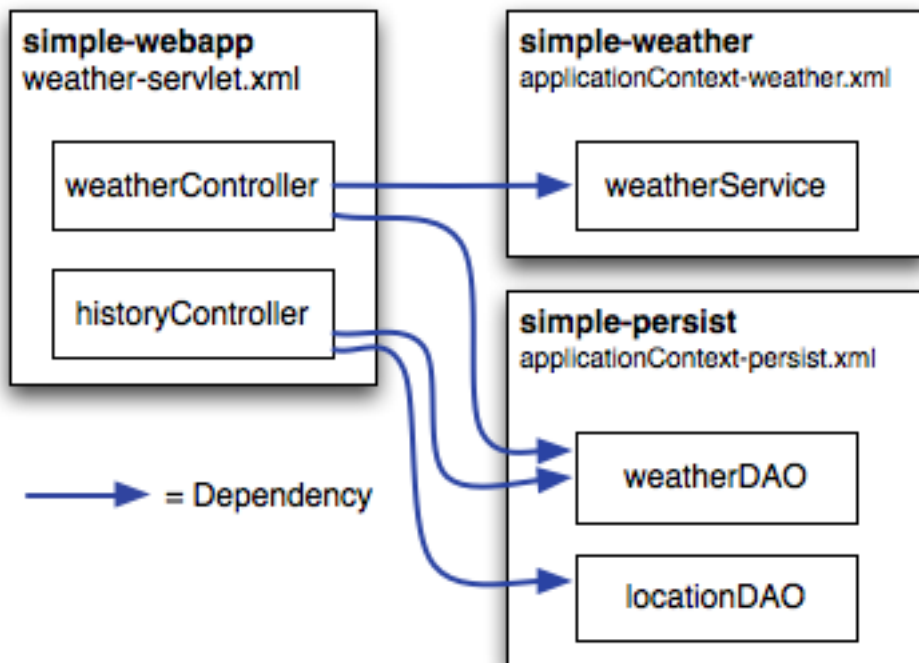 simple-webapp
weather-servlet.xml
weatherController
historyController
= Dependency
simple-weather
applicationContext-weather.xml
weatherService
simple-persist
applicationContext-persist.xml
weatherDAO
locationDAO